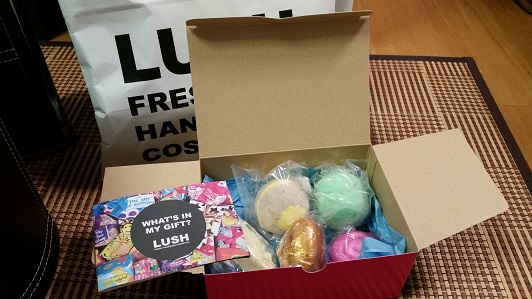 LU
FRES
HAN
COS
WHAT'S IN
MY GIFT?
LUSH